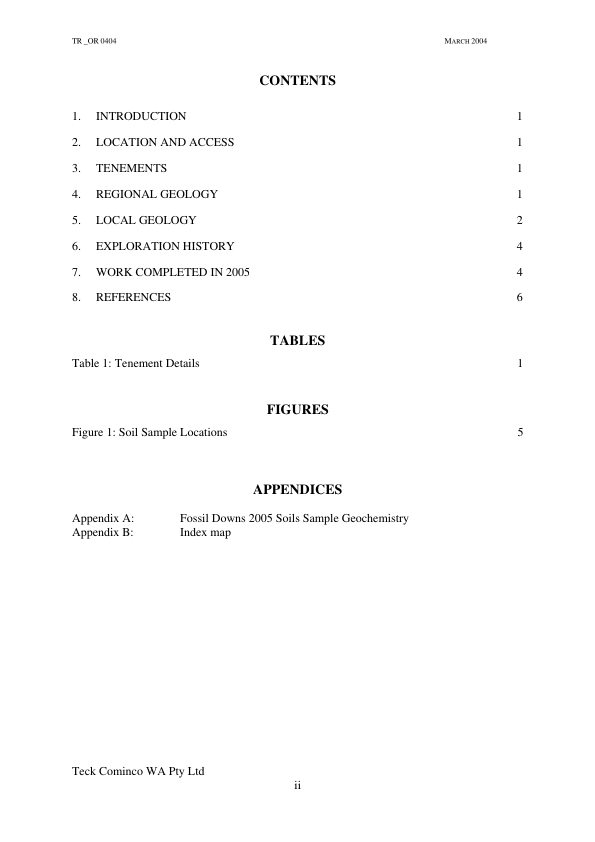 TR _OR 0404 MARCH 2004
CONTENTS
1. INTRODUCTION 1
2. LOCATION AND ACCESS 1
3. TENEMENTS 1
4. REGIONAL GEOLOGY 1
5. LOCAL GEOLOGY 2
6. EXPLORATION HISTORY 4
7. WORK COMPLETED IN 2005 4
8. REFERENCES 6
TABLES
Table 1: Tenement Details 1
FIGURES
Figure 1: Soil Sample Locations 5
APPENDICES
Appendix A: Fossil Downs 2005 Soils Sample Geochemistry
Appendix B: Index map
Teck Cominco WA Pty Ltd
ii